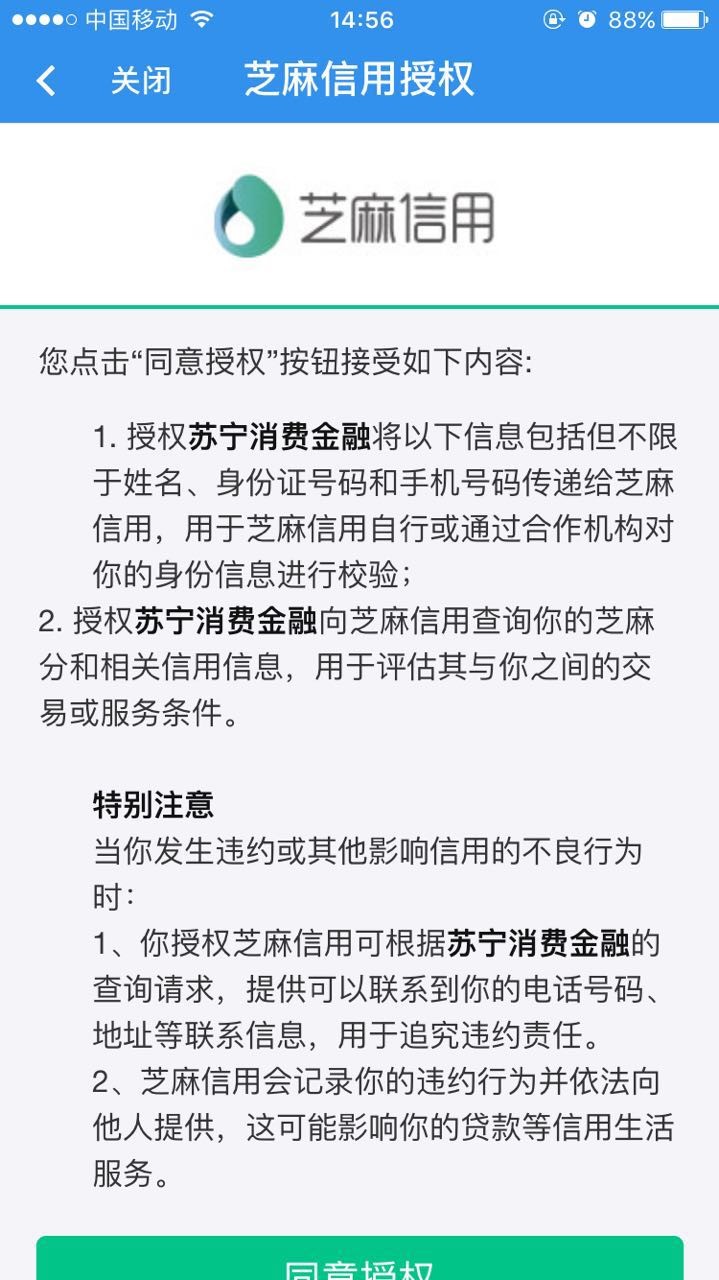 中国移动 14:56 88%
关闭 芝麻信用授权
芝麻信用
您点击“同意授权”按钮接受如下内容:
1. 授权苏宁消费金融将以下信息包括但不限
于姓名、身份证号码和手机号码传递给芝麻
信用，用于芝麻信用自行或通过合作机构对
你的身份信息进行校验；
2. 授权苏宁消费金融向芝麻信用查询你的芝麻
分和相关信用信息，用于评估其与你之间的交
易或服务条件。
特别注意
当你发生违约或其他影响信用的不良行为
时：
1、你授权芝麻信用可根据苏宁消费金融的
查询请求，提供可以联系到你的电话号码、
地址等联系信息，用于追究违约责任。
2、芝麻信用会记录你的违约行为并依法向
他人提供，这可能影响你的贷款等信用生活
服务。
同意授权